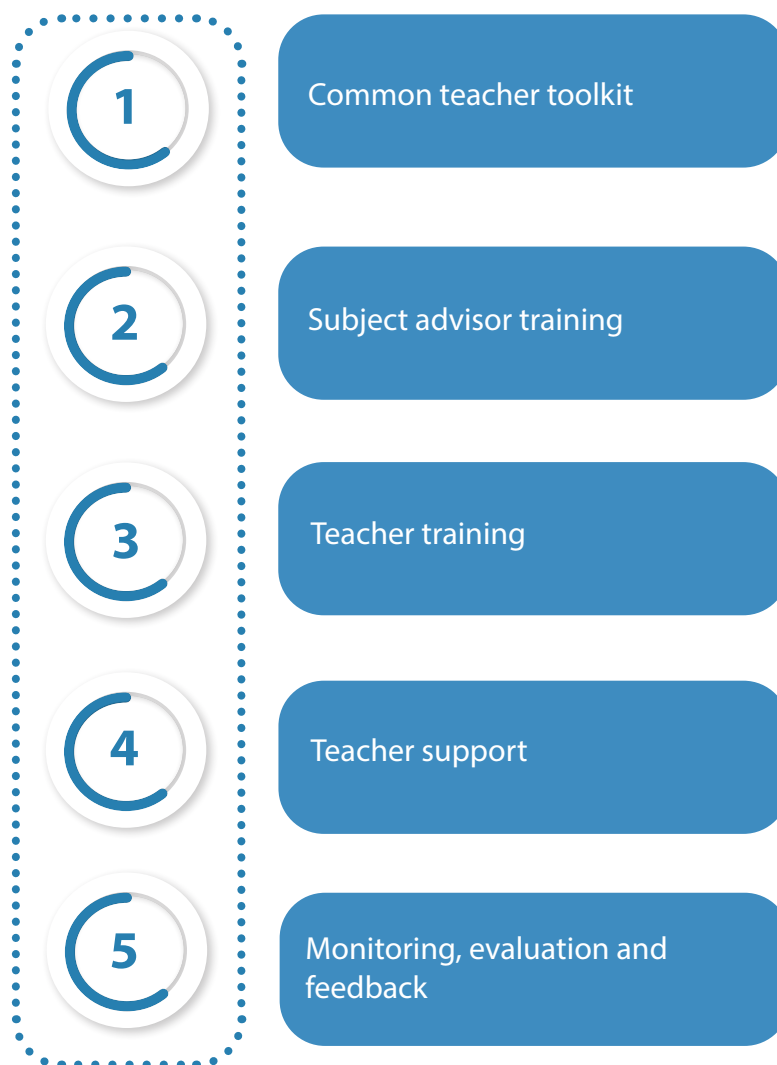 1
Common teacher toolkit
2
Subject advisor training
3
Teacher training
4
Teacher support
5
Monitoring, evaluation and
feedback